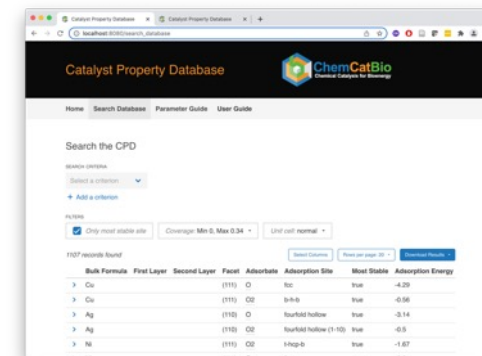 Catalyst Property Database Catalyst Property Database
localhost:8080/search_database
Catalyst Property Database
ChemCatBio
Chemical Catalysis for Bioenergy
Home Search Database Parameter Guide User Guide
Search the CPD
SEARCH CRITERIA
Select a criterion
+ Add a criterion
FILTERS
Only most stable site Coverage: Min 0, Max 0.34 Unit cell: normal
1107 records found Select Columns Rows per page: 20 Download Results
Bulk Formula First Layer Second Layer Facet Adsorbate Adsorption Site Most Stable Adsorption Energy
> Cu (111) O fcc true -4.29
> Cu (111) O2 b-h-b true -0.56
> Ag (110) O fourfold hollow true -3.14
> Ag (110) O2 fourfold hollow (1-10) true -0.5
> Ni (111) O2 t-hcp-b true -1.67